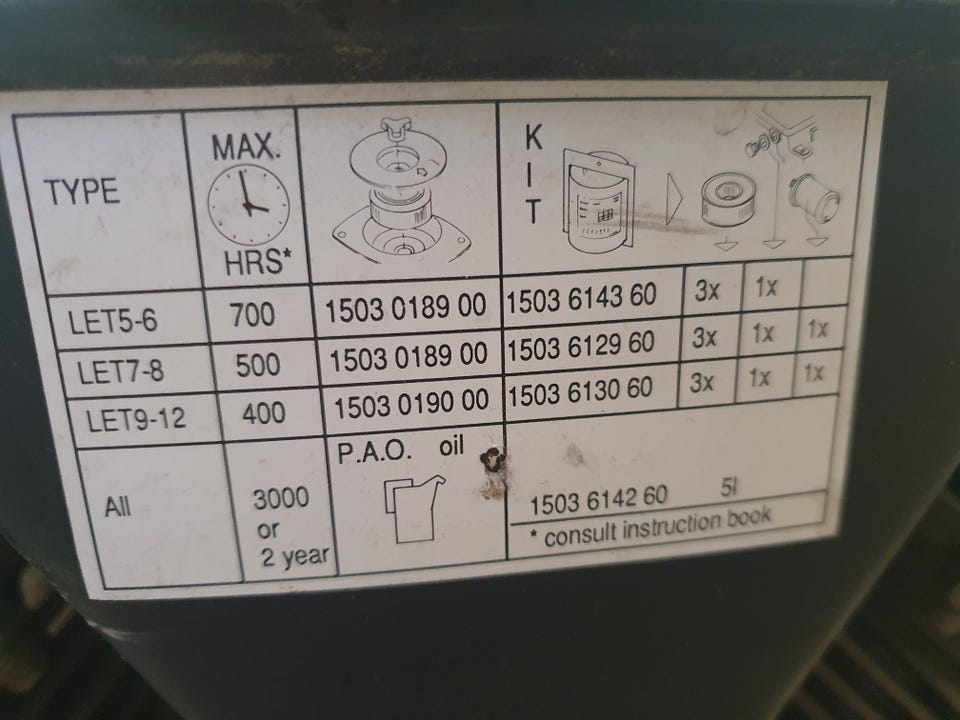 TYPE
MAX.
HRS*
KIT
LET5-6 700 1503 0189 00 1503 6143 60 3x 1x
LET7-8 500 1503 0189 00 1503 6129 60 3x 1x 1x
LET9-12 400 1503 0190 00 1503 6130 60 3x 1x 1x
P.A.O. oil
All
3000
or
2 year
1503 6142 60 5l
* consult instruction book